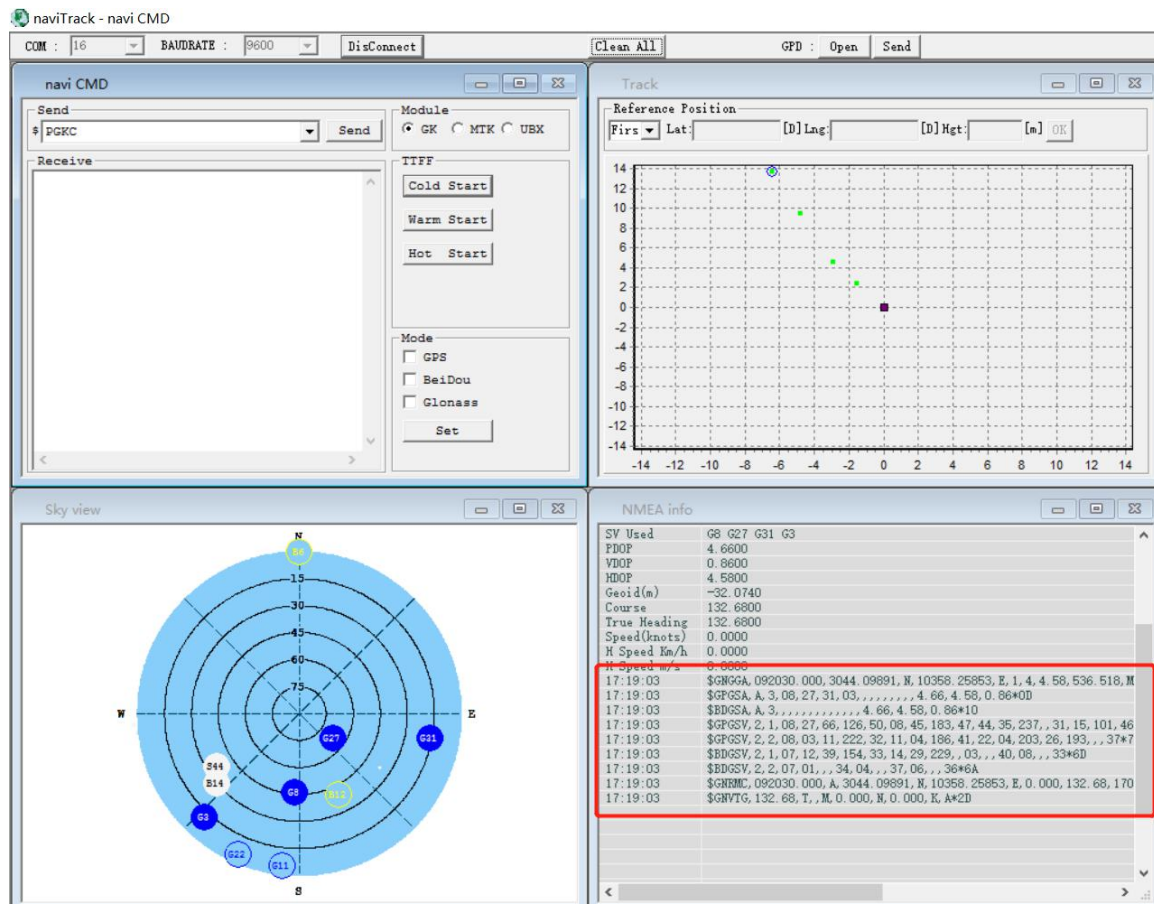 naviTrack - navi CMD
COM : 16 BAUDRATE : 9600 DisConnect Clean All GPD : Open Send
navi CMD
Send
$ PGKC Send
Module
GK MTK UBX
Receive
TTFF
Cold Start
Warm Start
Hot Start
Mode
GPS
BeiDou
Glonass
Set
Track
Reference Position
Firs Lat: [D] Lng: [D] Hgt: [m] OK
14
12
10
8
6
4
2
0
-2
-4
-6
-8
-10
-12
-14
-14 -12 -10 -8 -6 -4 -2 0 2 4 6 8 10 12 14
Sky view
N
B6
15
30
45
60
75
W
E
G27
G31
S44
B14
G8
B12
G3
G22
G11
S
NMEA info
SV Used G8 G27 G31 G3
PDOP 4.6600
VDOP 0.8600
HDOP 4.5800
Geoid(m) -32.0740
Course 132.6800
True Heading 132.6800
Speed(knots) 0.0000
H Speed Km/h 0.0000
H Speed m/s 0.0000
17:19:03 $GNGGA,092030.000,3044.09891,N,10358.25853,E,1,4,4.58,536.518,M
17:19:03 $GPGSA,A,3,08,27,31,03,,,,,,,,,4.66,4.58,0.86*0D
17:19:03 $BDGSA,A,3,,,,,,,,,,,,,4.66,4.58,0.86*10
17:19:03 $GPGSV,2,1,08,27,66,126,50,08,45,183,47,44,35,237,,31,15,101,46
17:19:03 $GPGSV,2,2,08,03,11,222,32,11,04,186,41,22,04,203,26,193,,,37*7
17:19:03 $BDGSV,2,1,07,12,39,154,33,14,29,229,,03,,,40,08,,,33*6D
17:19:03 $BDGSV,2,2,07,01,,,34,04,,,37,06,,,36*6A
17:19:03 $GNRMC,092030.000,A,3044.09891,N,10358.25853,E,0.000,132.68,170
17:19:03 $GNVTG,132.68,T,,M,0.000,N,0.000,K,A*2D